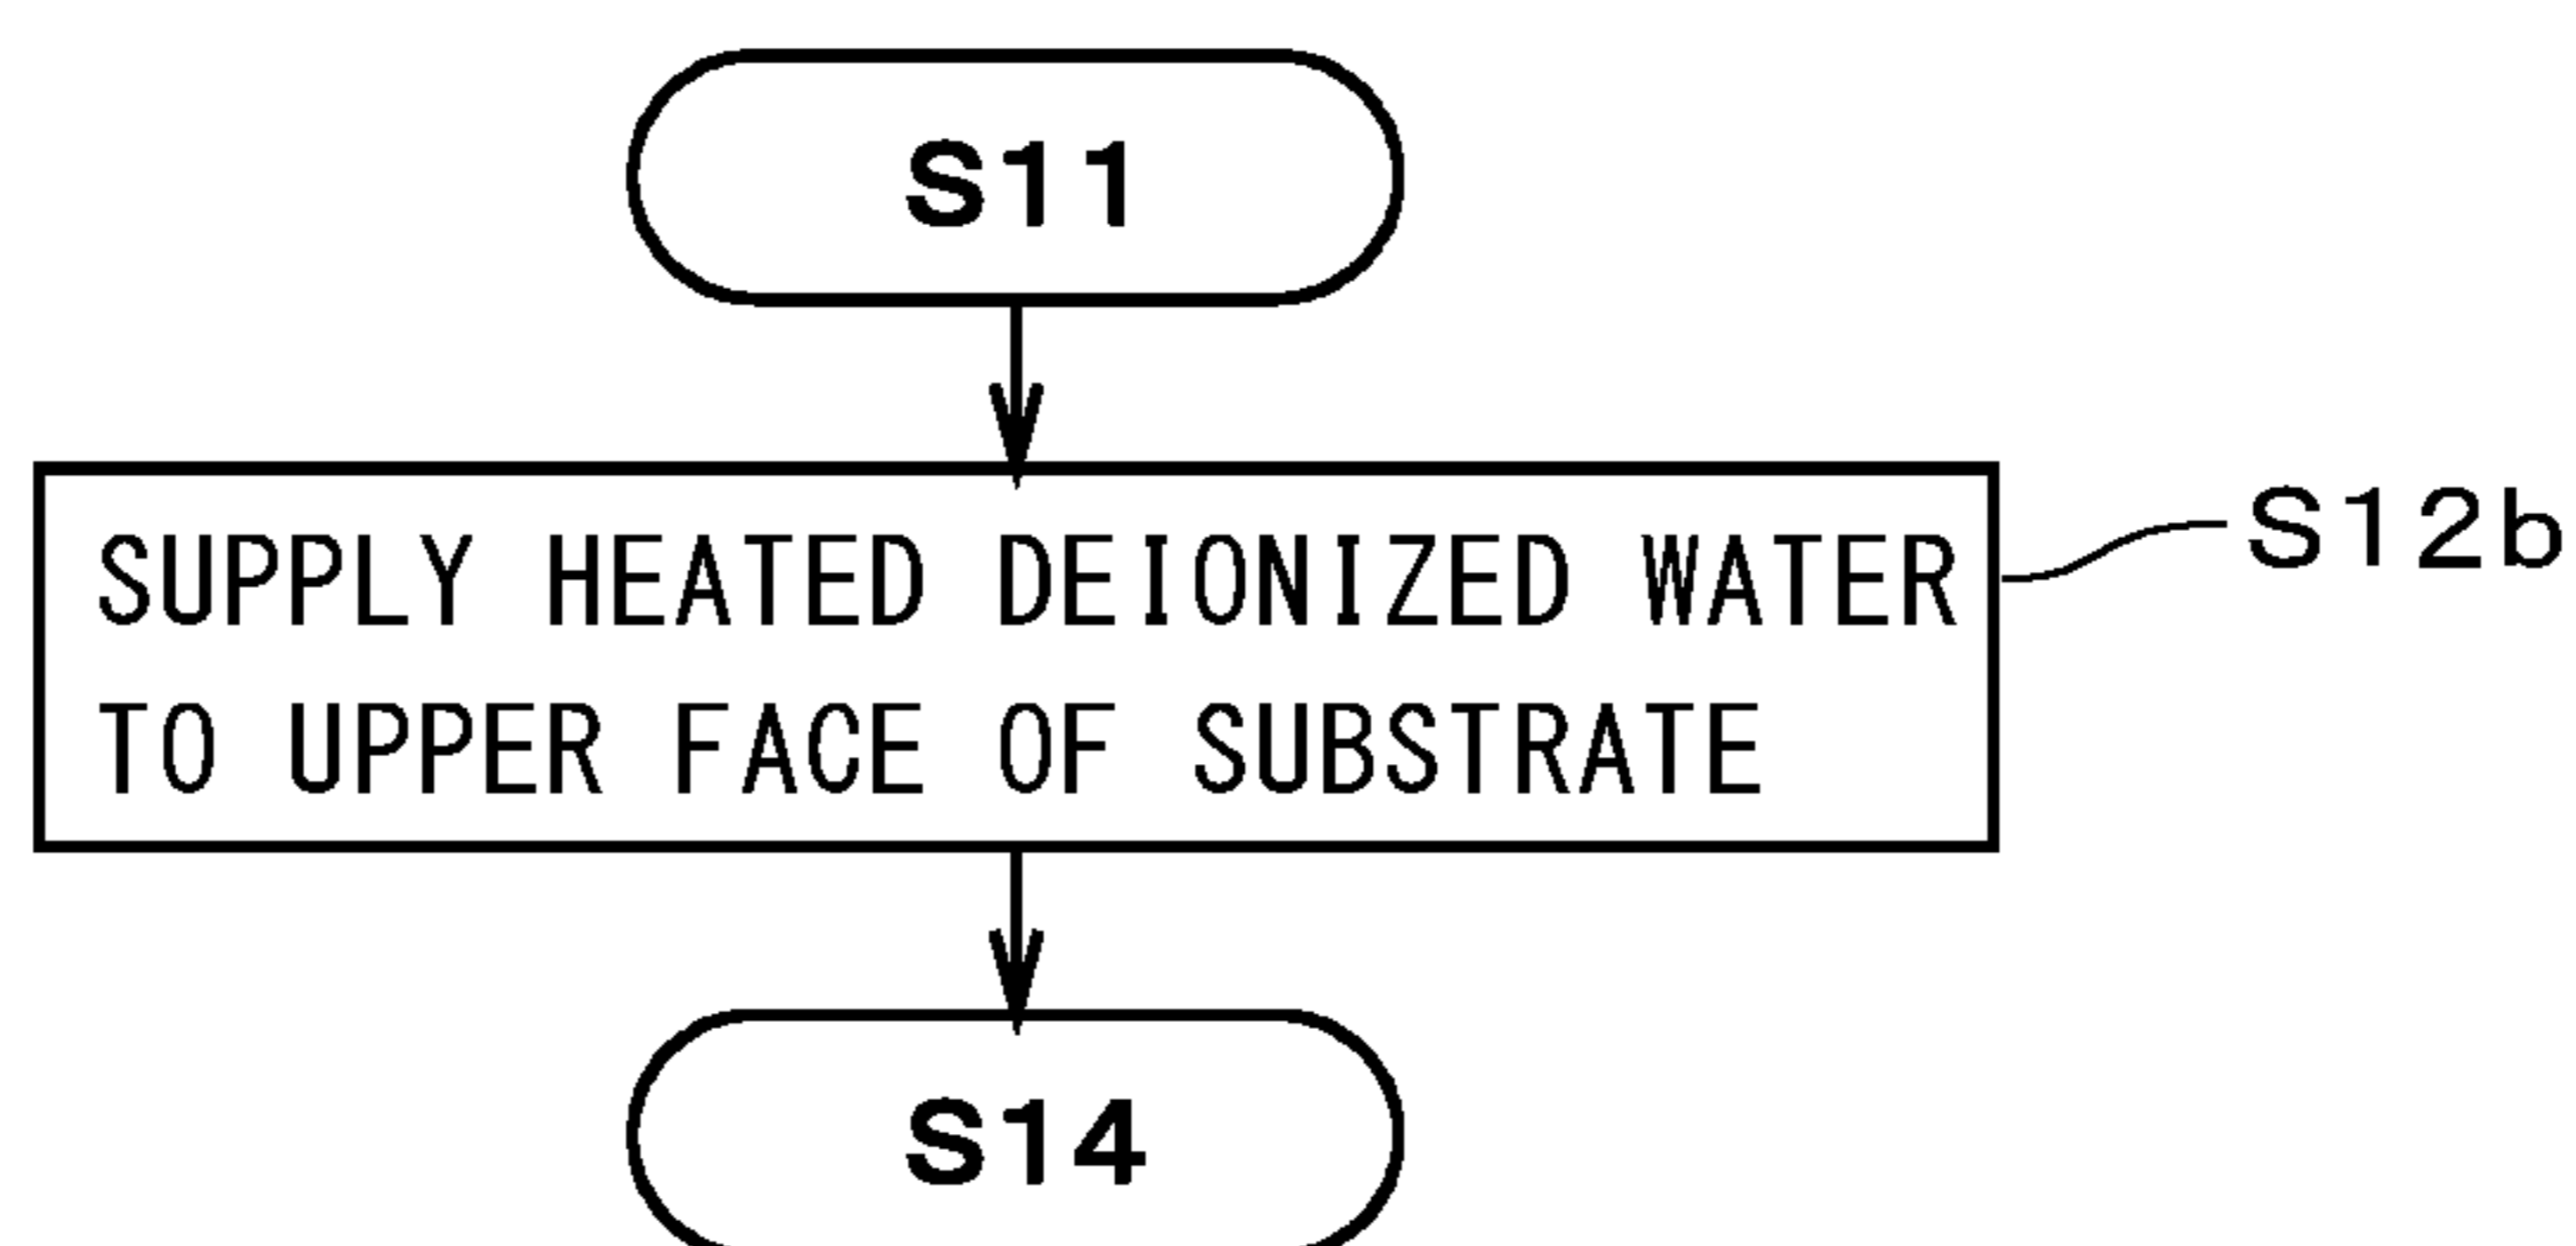 S11
SUPPLY HEATED DEIONIZED WATER
TO UPPER FACE OF SUBSTRATE
S12b
S14